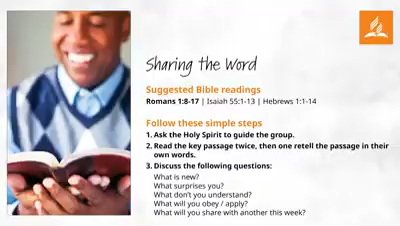 Sharing the Word
Suggested Bible readings
Romans 1:8-17 | Isaiah 55:1-13 | Hebrews 1:1-14
Follow these simple steps
1. Ask the Holy Spirit to guide the group.
2. Read the key passage twice, then one retell the passage in their
own words.
3. Discuss the following questions:
What is new?
What surprises you?
What don't you understand?
What will you obey / apply?
What will you share with another this week?